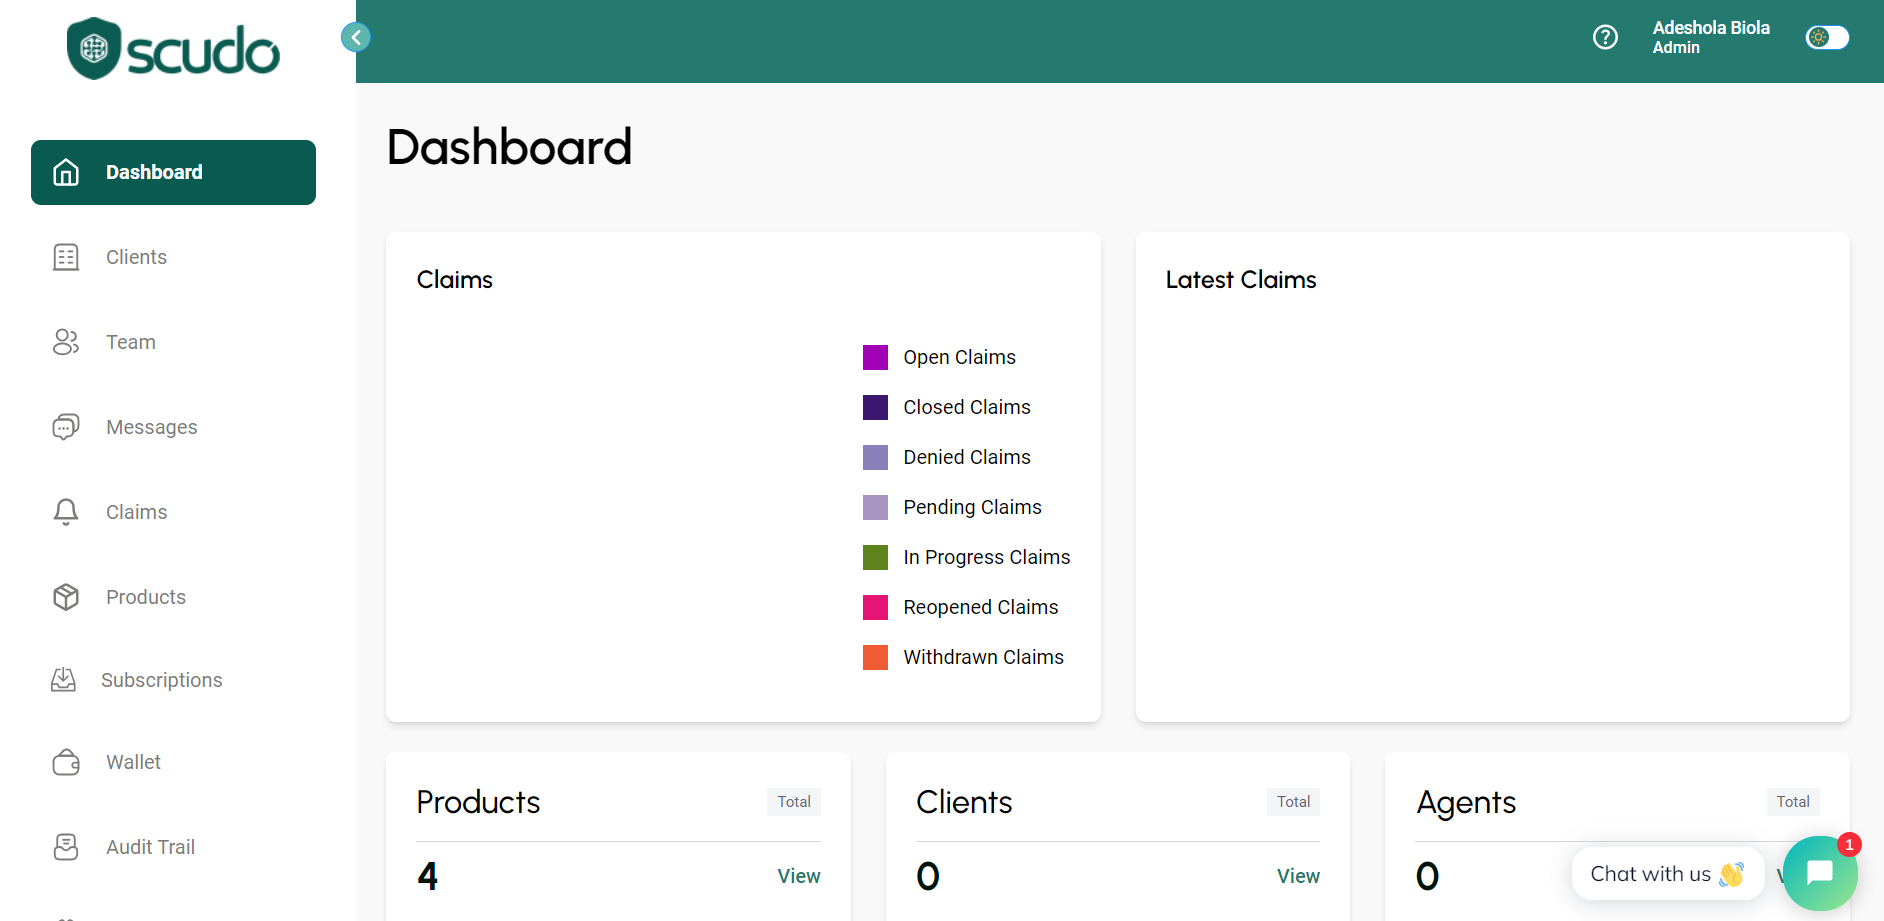 scudo
Adeshola Biola
Admin
Dashboard
Clients
Team
Messages
Claims
Products
Subscriptions
Wallet
Audit Trail
Dashboard
Claims
Open Claims
Closed Claims
Denied Claims
Pending Claims
In Progress Claims
Reopened Claims
Withdrawn Claims
Latest Claims
Products Total
4 View
Clients Total
0 View
Agents Total
0
Chat with us 👋
1